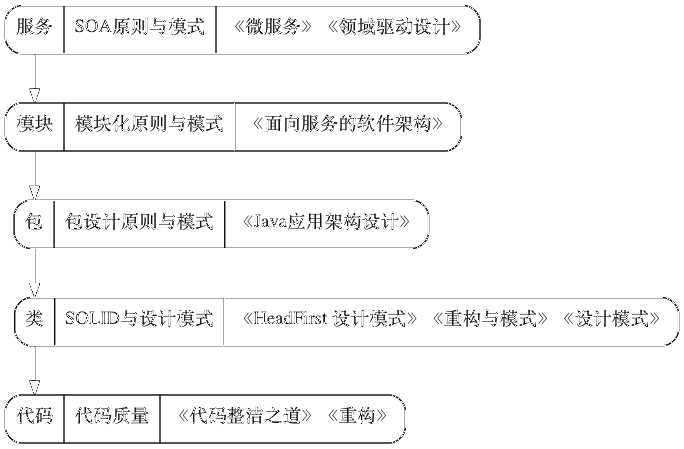 服务 SOA原则与模式 《微服务》 《领域驱动设计》
模块 模块化原则与模式 《面向服务的软件架构》
包 包设计原则与模式 《Java应用架构设计》
类 SOLID与设计模式 《HeadFirst 设计模式》 《重构与模式》 《设计模式》
代码 代码质量 《代码整洁之道》 《重构》